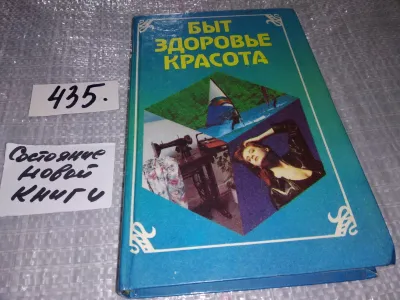 БЫТ
ЗДОРОВЬЕ
КРАСОТА
435.
Состояние
новой
книги